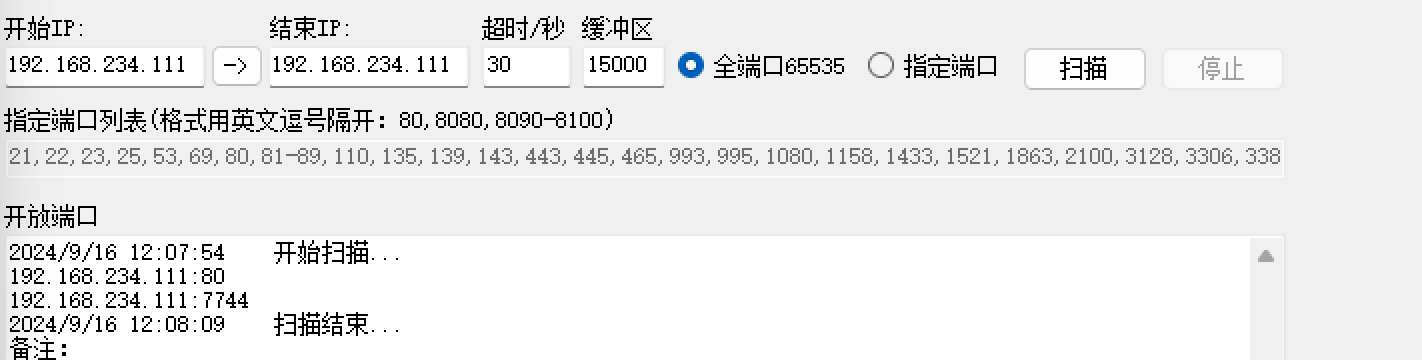 开始IP: 结束IP: 超时/秒 缓冲区
192.168.234.111 -> 192.168.234.111 30 15000 全端口65535 指定端口 扫描 停止
指定端口列表(格式用英文逗号隔开: 80,8080,8090-8100)
21,22,23,25,53,69,80,81-89,110,135,139,143,443,445,465,993,995,1080,1158,1433,1521,1863,2100,3128,3306,338
开放端口
2024/9/16 12:07:54 开始扫描...
192.168.234.111:80
192.168.234.111:7744
2024/9/16 12:08:09 扫描结束...
备注: